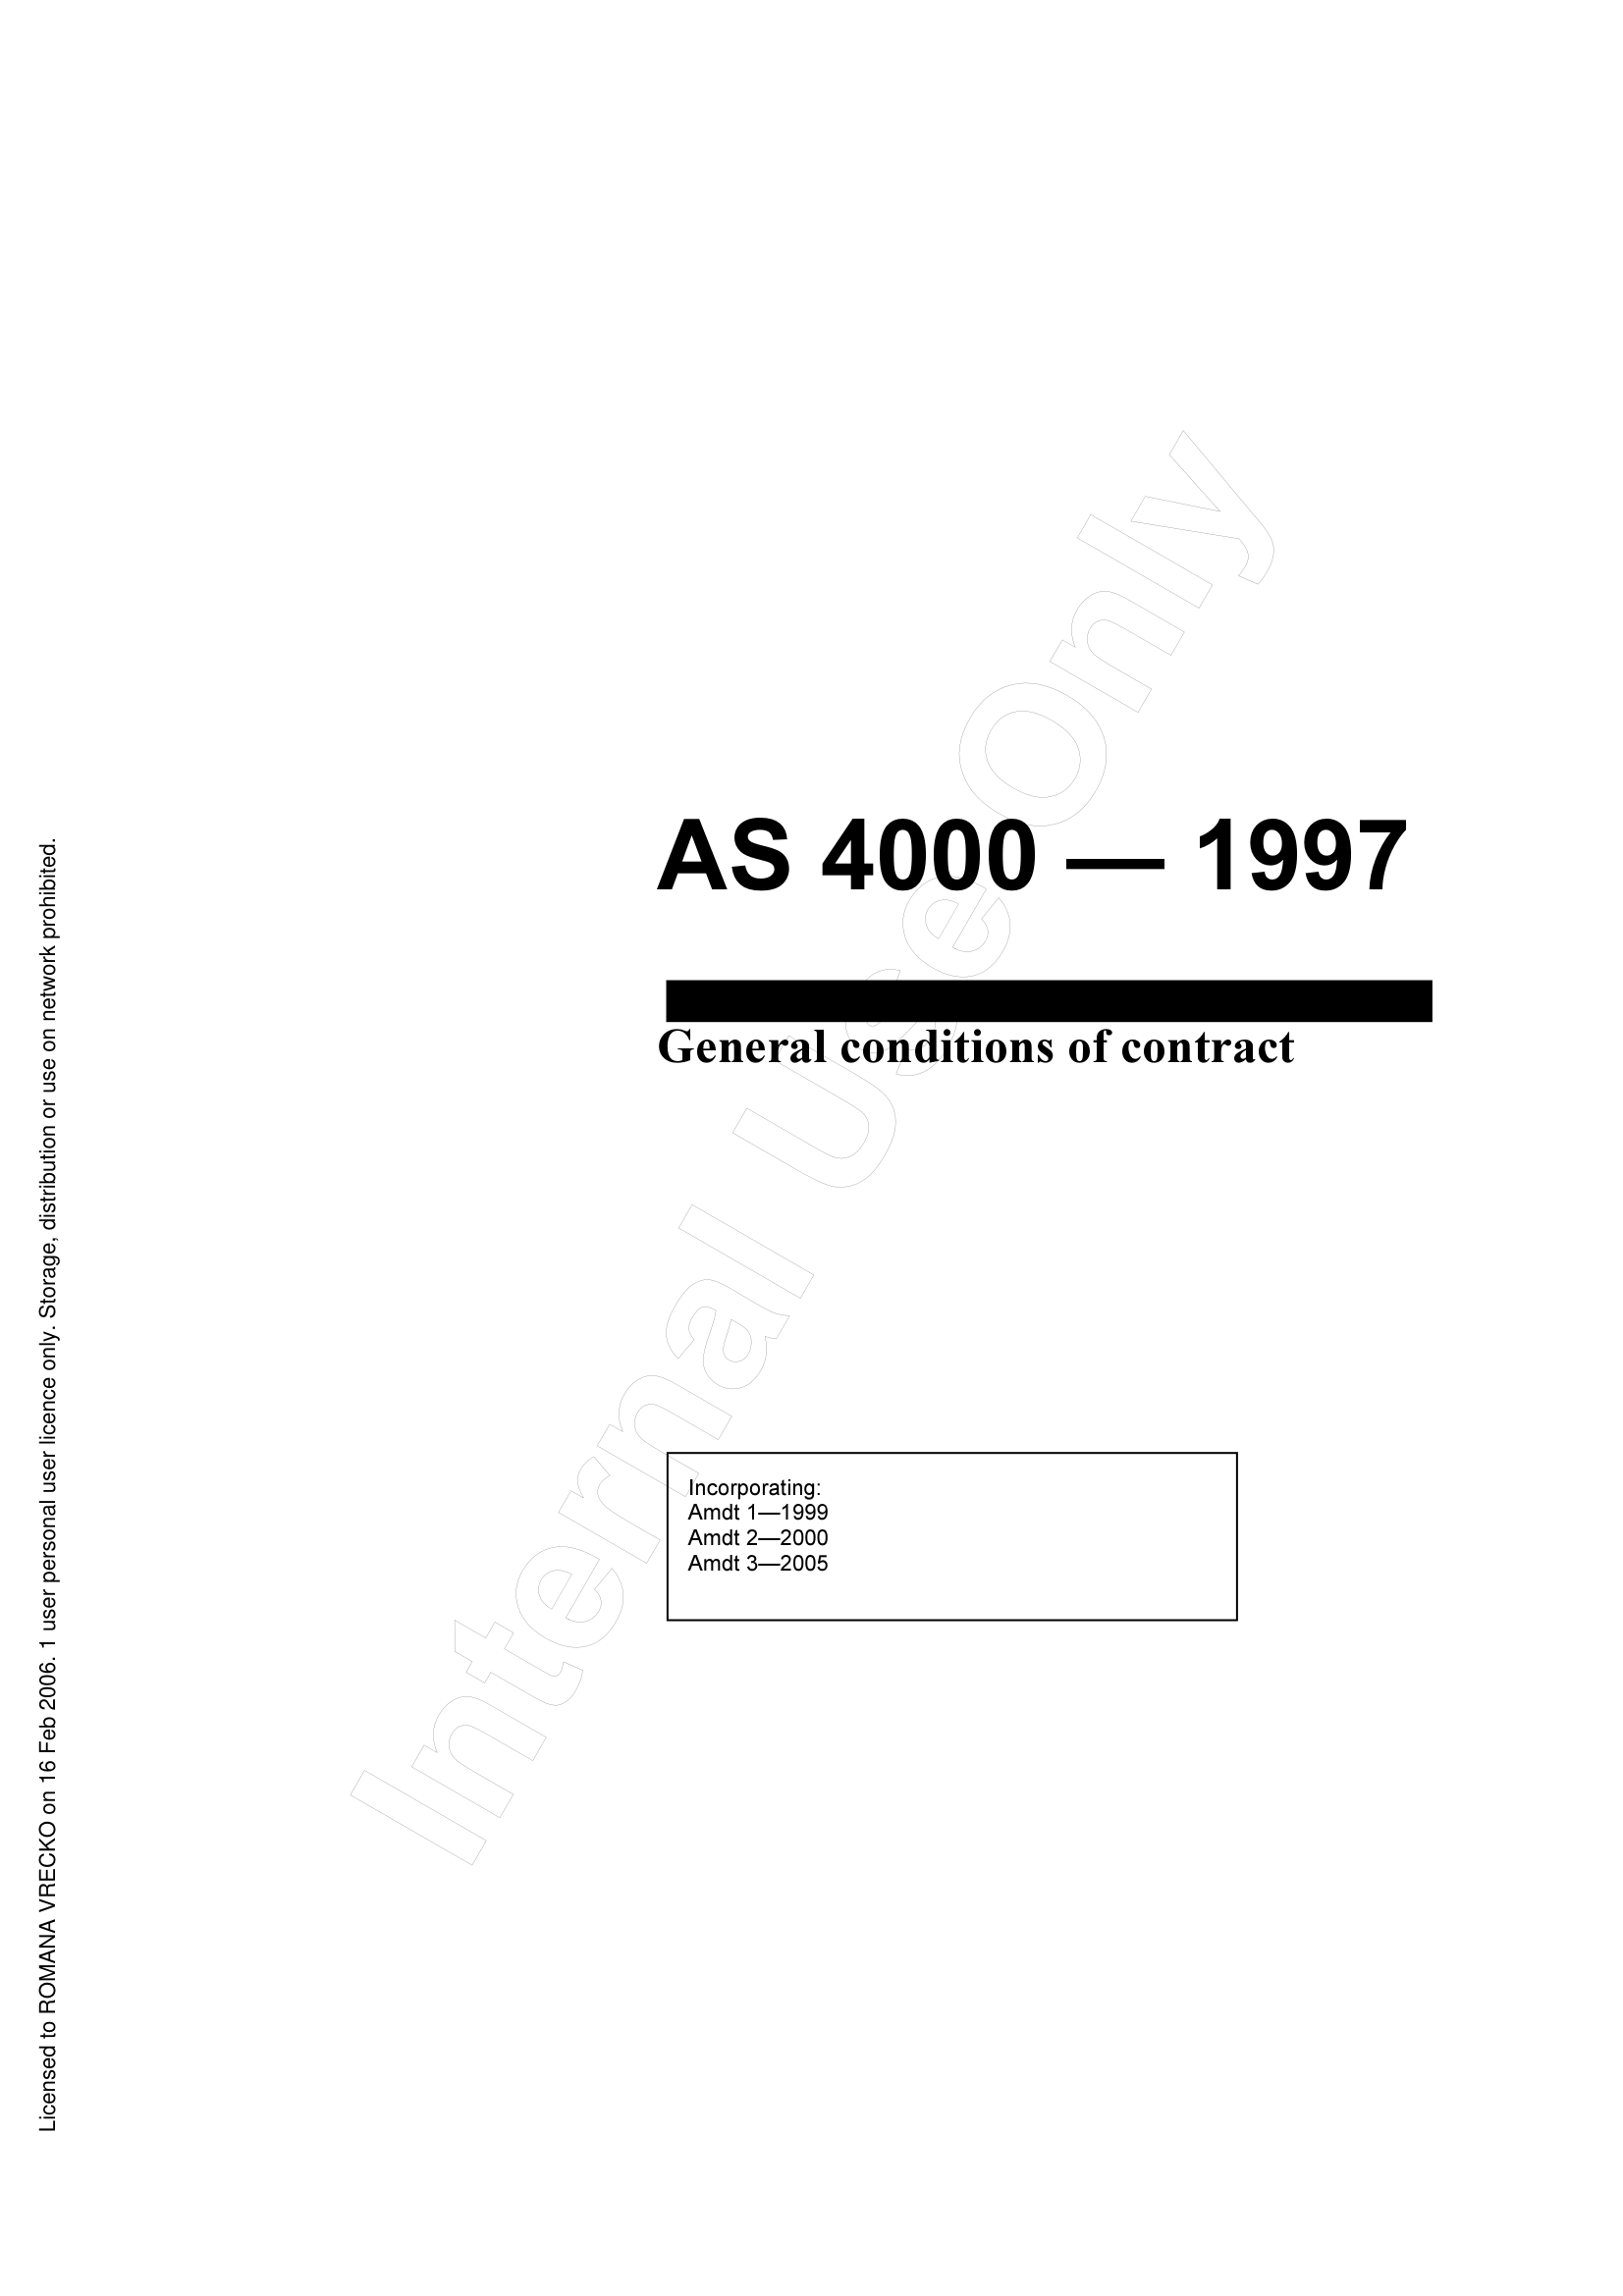 AS 4000 — 1997
General conditions of contract
Incorporating:
Amdt 1—1999
Amdt 2—2000
Amdt 3—2005
Internal Use Only
Licensed to ROMANA VRECKO on 16 Feb 2006. 1 user personal user licence only. Storage, distribution or use on network prohibited.